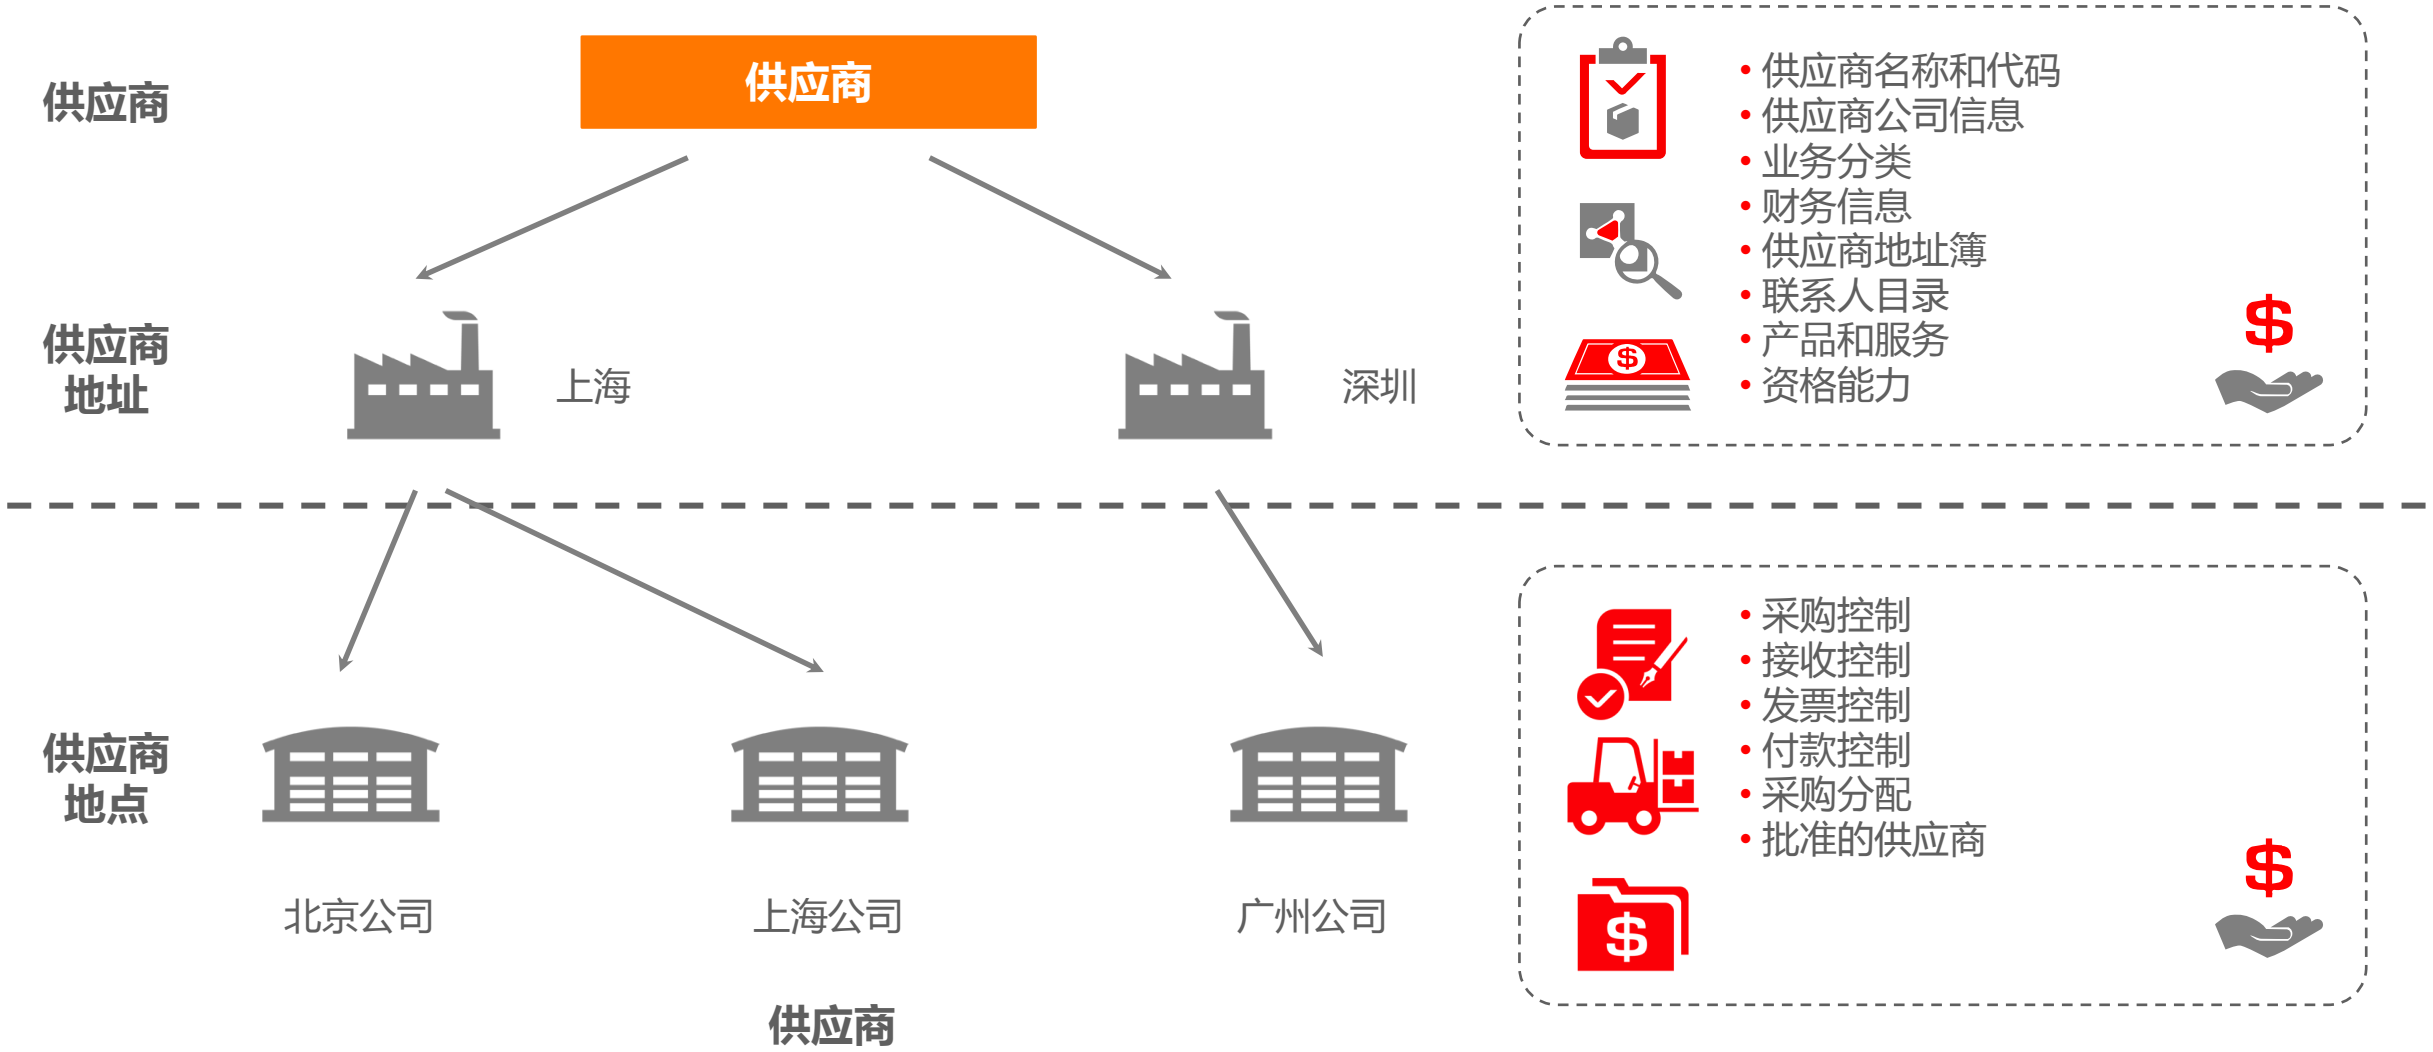 供应商
供应商
• 供应商名称和代码
• 供应商公司信息
• 业务分类
• 财务信息
• 供应商地址簿
• 联系人目录
• 产品和服务
• 资格能力
$
$
供应商
地址
上海
深圳
供应商
地点
北京公司
上海公司
广州公司
供应商
• 采购控制
• 接收控制
• 发票控制
• 付款控制
• 采购分配
• 批准的供应商
$
$